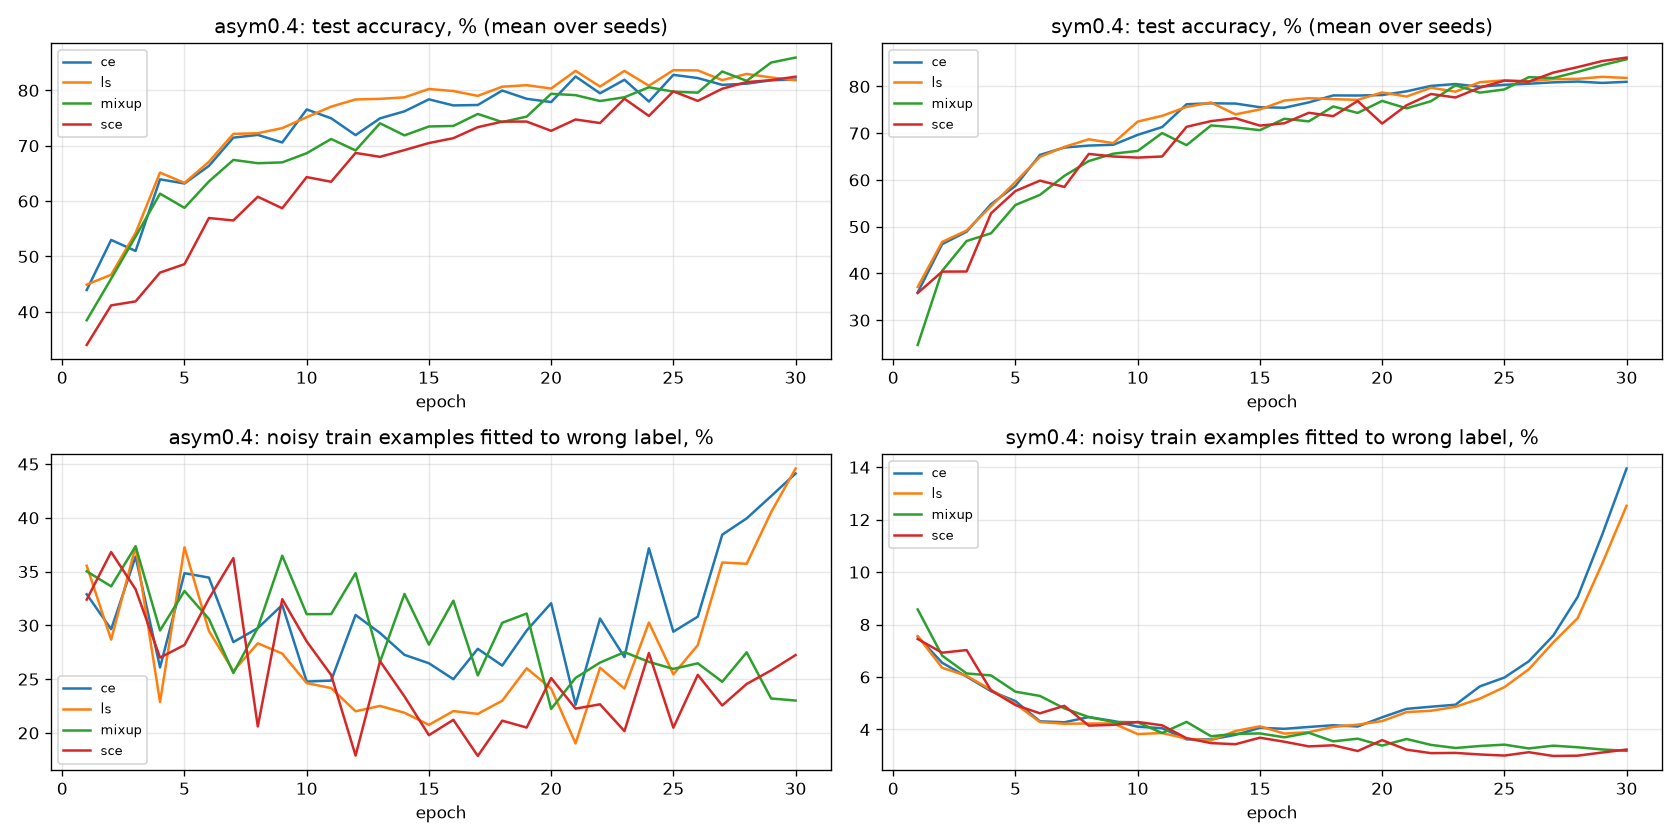 asym0.4: test accuracy, % (mean over seeds)
ce
ls
mixup
sce
80
70
60
50
40
0 5 10 15 20 25 30
epoch
sym0.4: test accuracy, % (mean over seeds)
ce
ls
mixup
sce
80
70
60
50
40
30
0 5 10 15 20 25 30
epoch
asym0.4: noisy train examples fitted to wrong label, %
45
40
35
30
25
20
ce
ls
mixup
sce
0 5 10 15 20 25 30
epoch
sym0.4: noisy train examples fitted to wrong label, %
ce
ls
mixup
sce
14
12
10
8
6
4
0 5 10 15 20 25 30
epoch